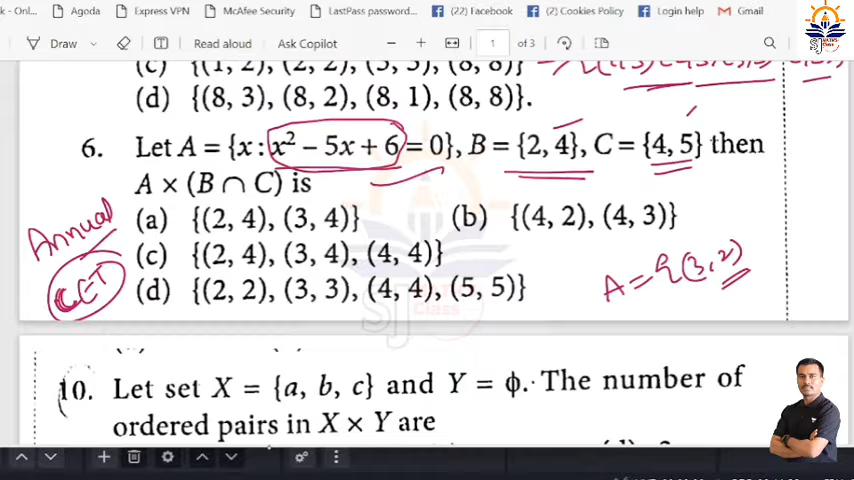 k - On...
Agoda
Express VPN
McAfee Security
LastPass password...
(22) Facebook
(2) Cookies Policy
Login help
Gmail
Draw
Read aloud
Ask Copilot
1
of 3
(c) {(1, 2), (2, 2), (3, 3), (8, 8)}
(d) {(8, 3), (8, 2), (8, 1), (8, 8)}.
6. Let A = {x : x² − 5x + 6 = 0}, B = {2, 4}, C = {4, 5} then
A × (B ∩ C) is
(a) {(2, 4), (3, 4)} (b) {(4, 2), (4, 3)}
Annual
(c) {(2, 4), (3, 4), (4, 4)}
CET
(d) {(2, 2), (3, 3), (4, 4), (5, 5)}
A = {(3, 2)
SJ Class
10. Let set X = {a, b, c} and Y = ϕ. The number of
ordered pairs in X × Y are